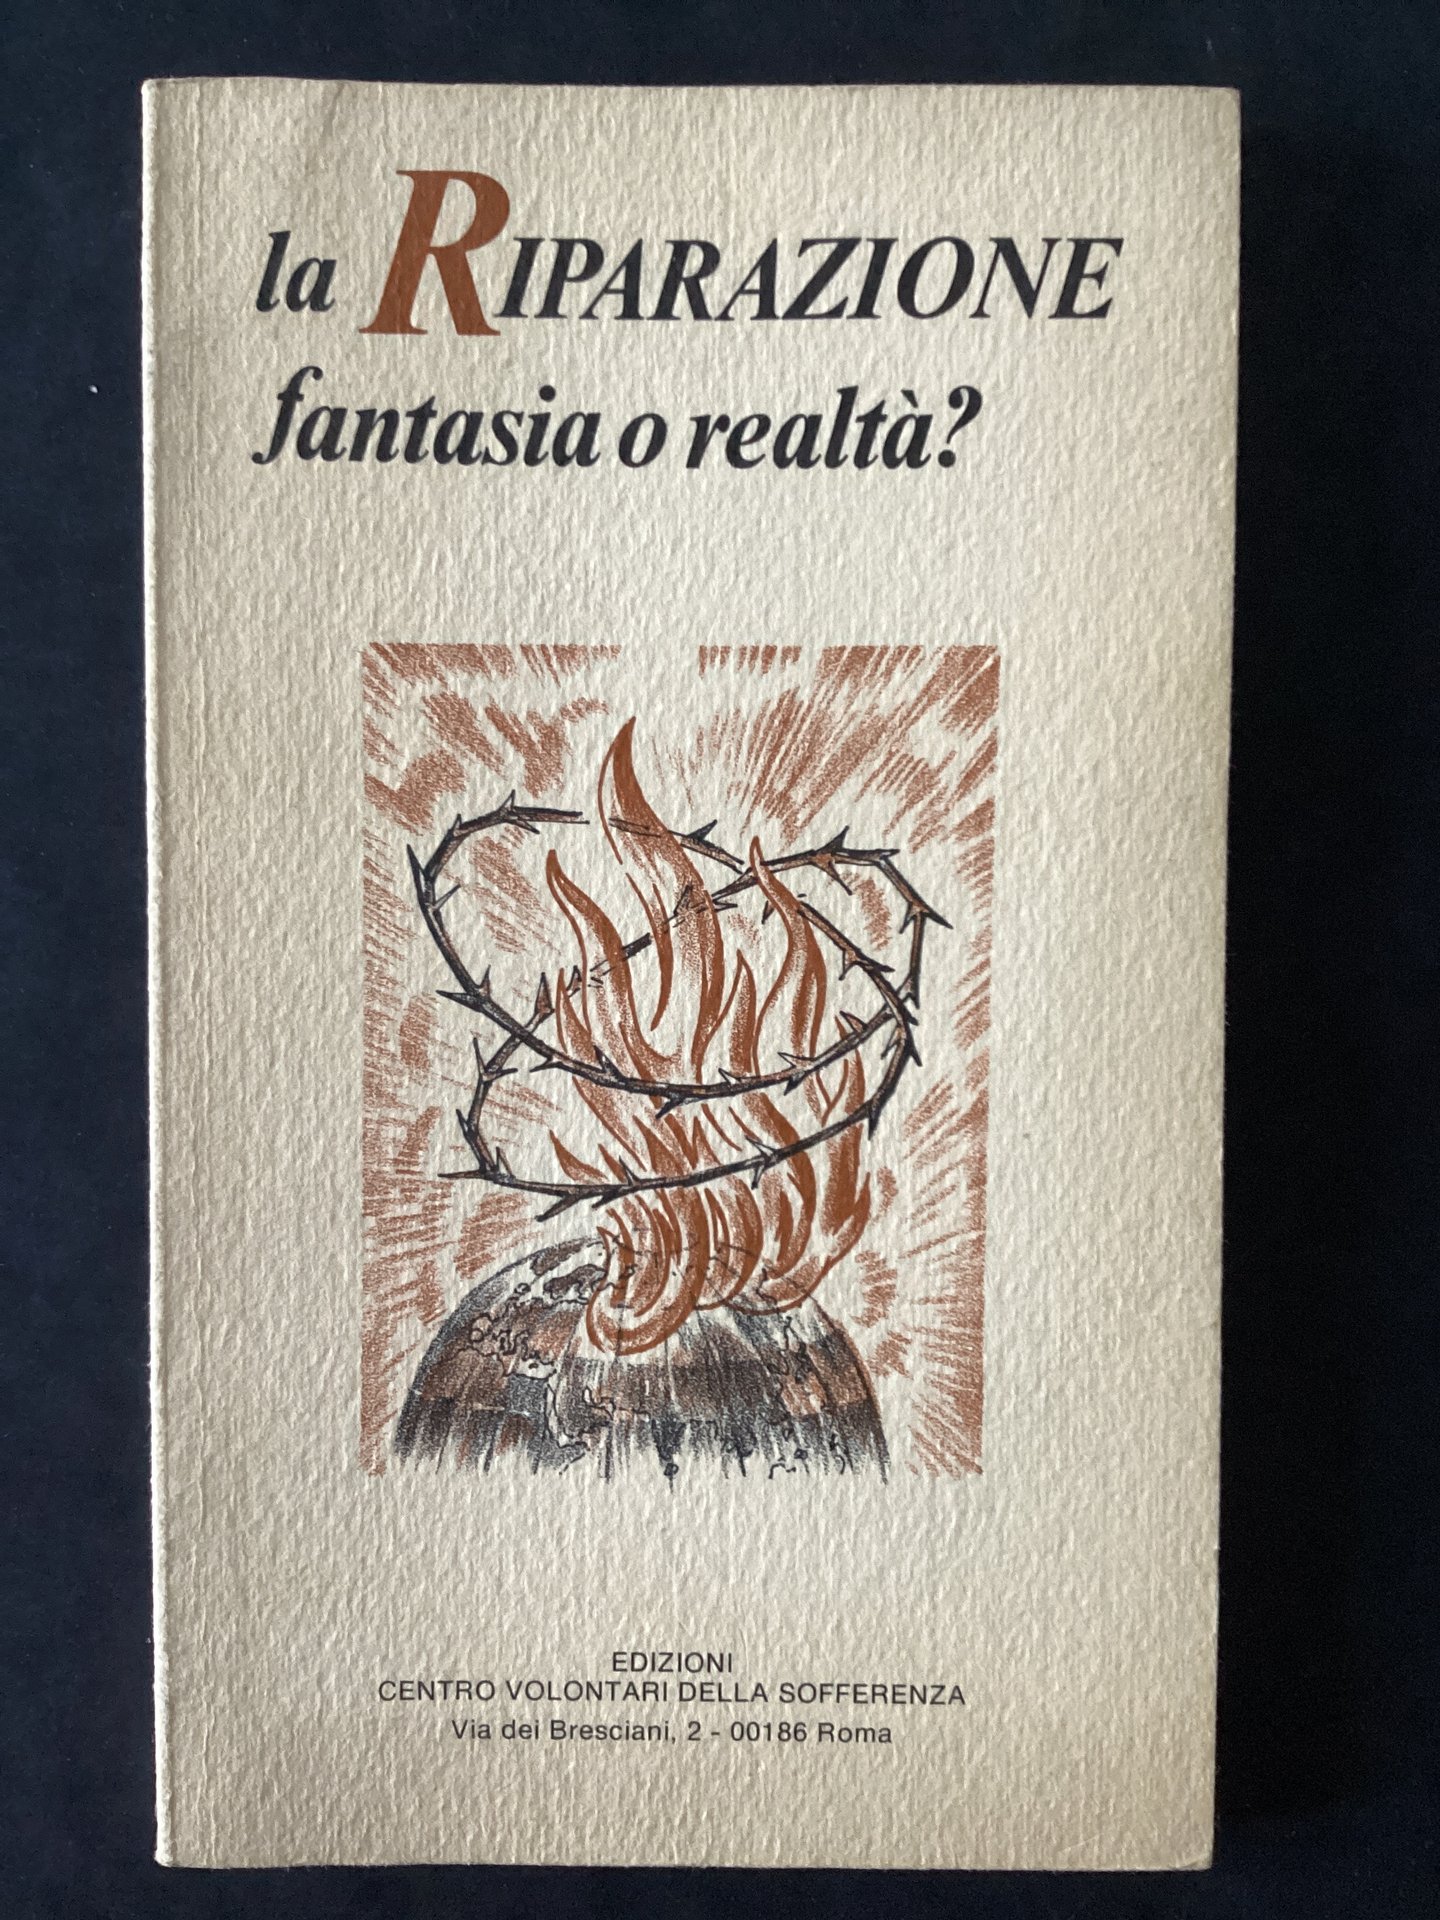 la RIPARAZIONE
fantasia o realtà?
EDIZIONI
CENTRO VOLONTARI DELLA SOFFERENZA
Via dei Bresciani, 2 - 00186 Roma